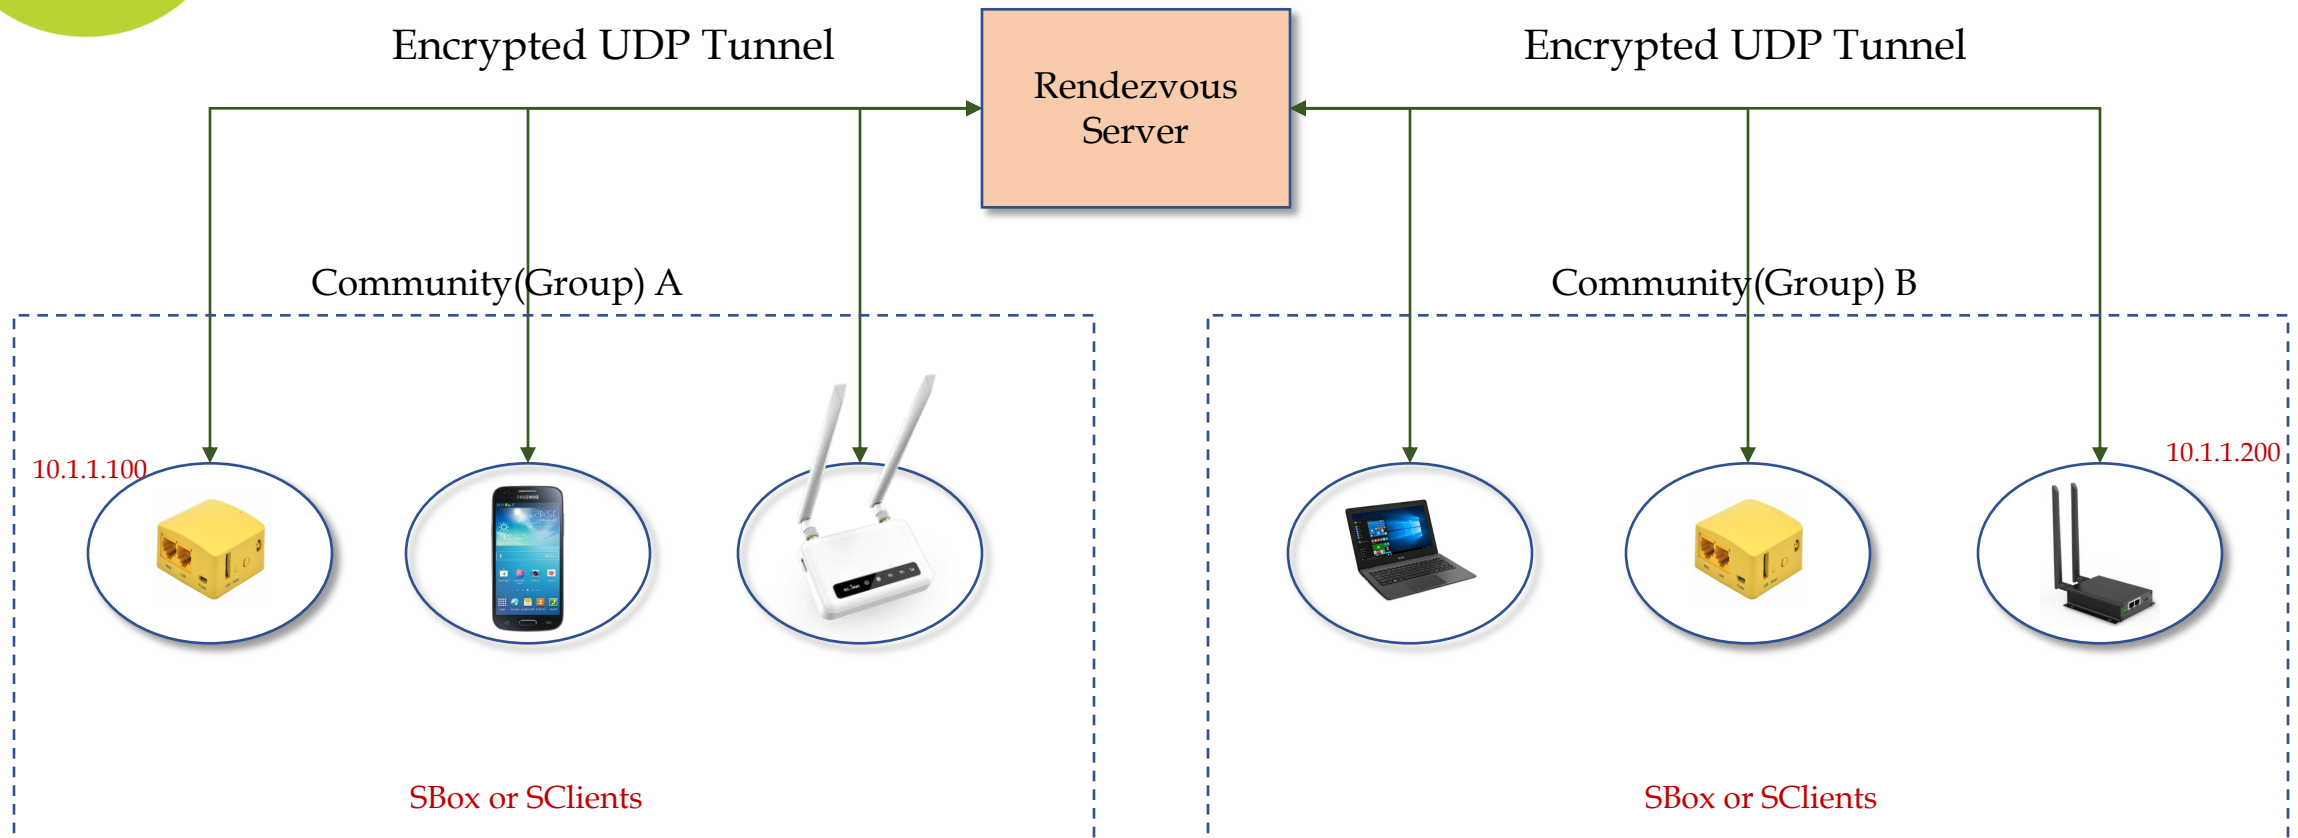 Encrypted UDP Tunnel
Encrypted UDP Tunnel
Rendezvous
Server
Community(Group) A
Community(Group) B
10.1.1.100
10.1.1.200
SBox or SClients
SBox or SClients